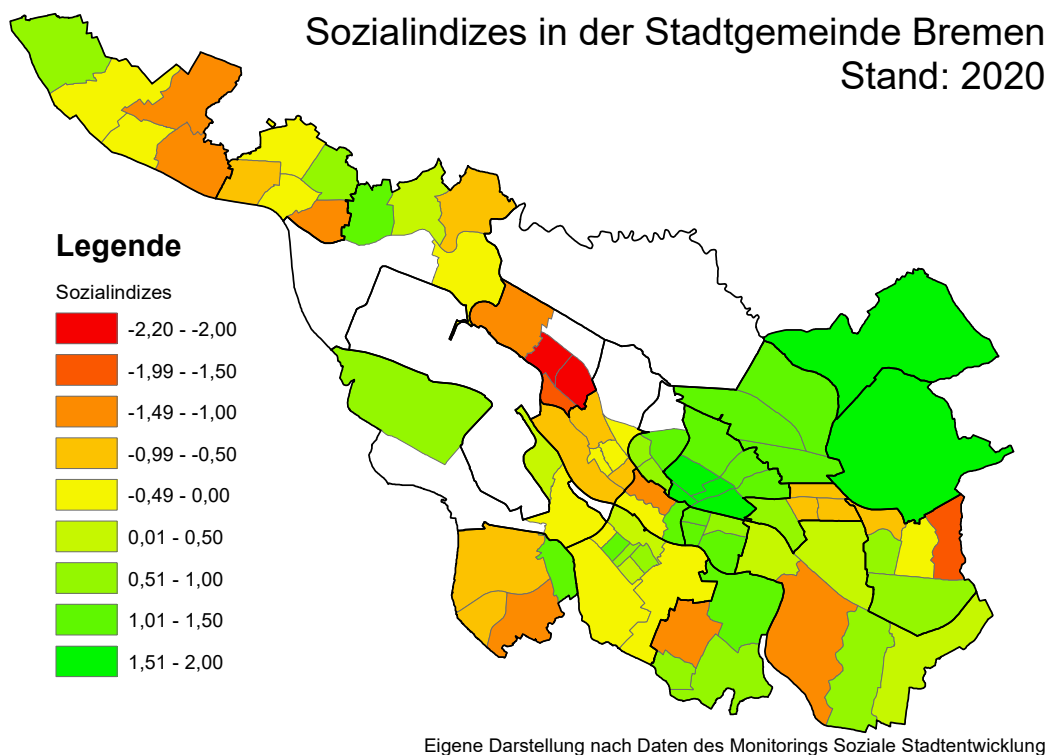 Sozialindizes in der Stadtgemeinde Bremen
Stand: 2020
Legende
Sozialindizes
-2,20 - -2,00
-1,99 - -1,50
-1,49 - -1,00
-0,99 - -0,50
-0,49 - 0,00
0,01 - 0,50
0,51 - 1,00
1,01 - 1,50
1,51 - 2,00
Eigene Darstellung nach Daten des Monitorings Soziale Stadtentwicklung